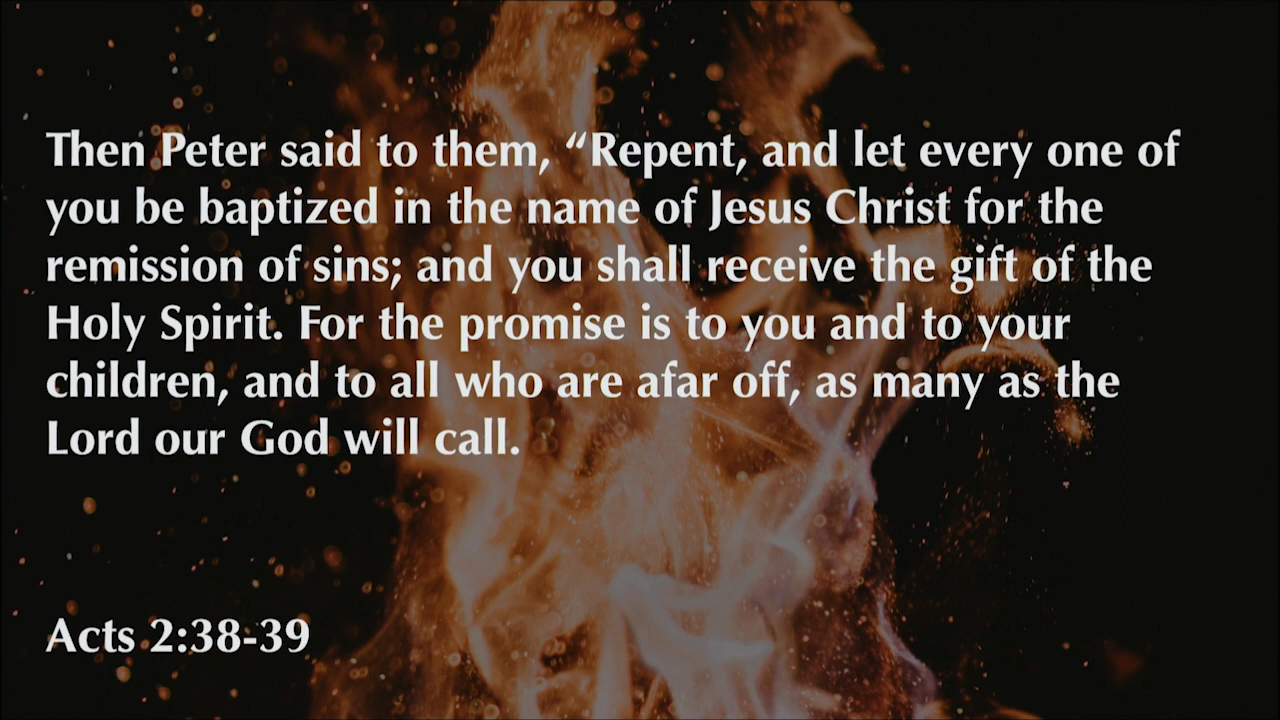 Then Peter said to them, “Repent, and let every one of
you be baptized in the name of Jesus Christ for the
remission of sins; and you shall receive the gift of the
Holy Spirit. For the promise is to you and to your
children, and to all who are afar off, as many as the
Lord our God will call.
Acts 2:38-39